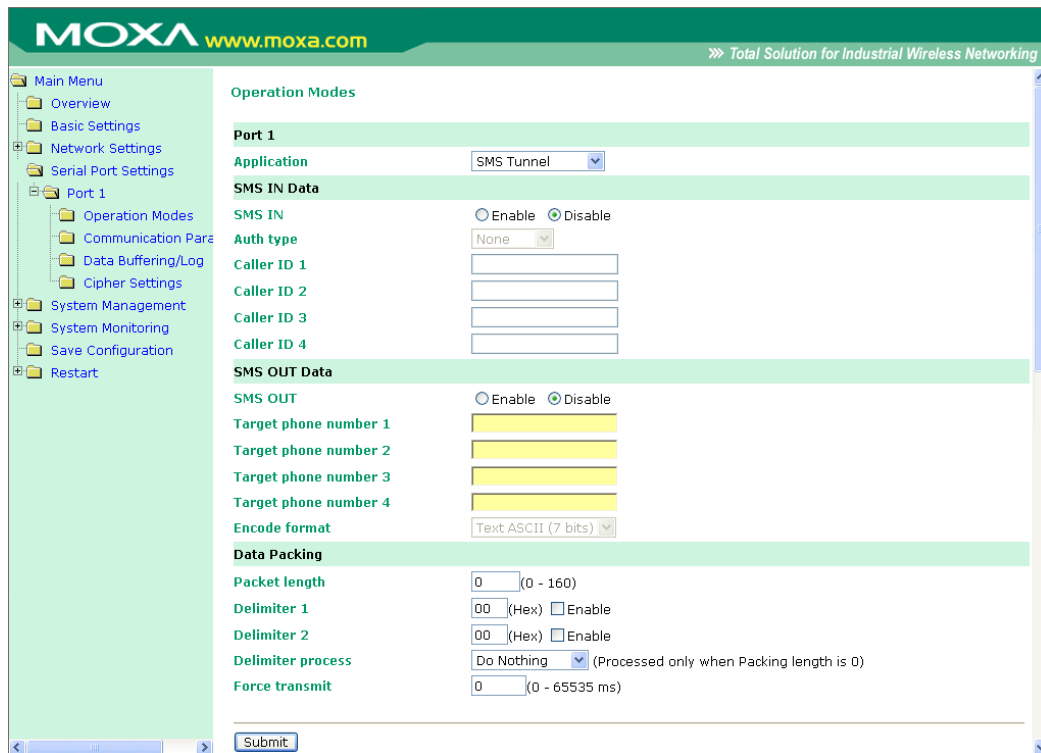 MOXA www.moxa.com
Total Solution for Industrial Wireless Networking
Main Menu
Overview
Basic Settings
Network Settings
Serial Port Settings
Port 1
Operation Modes
Communication Para
Data Buffering/Log
Cipher Settings
System Management
System Monitoring
Save Configuration
Restart
Operation Modes
Port 1
Application SMS Tunnel
SMS IN Data
SMS IN Enable Disable
Auth type None
Caller ID 1
Caller ID 2
Caller ID 3
Caller ID 4
SMS OUT Data
SMS OUT Enable Disable
Target phone number 1
Target phone number 2
Target phone number 3
Target phone number 4
Encode format Text ASCII (7 bits)
Data Packing
Packet length 0 (0 - 160)
Delimiter 1 00 (Hex) Enable
Delimiter 2 00 (Hex) Enable
Delimiter process Do Nothing (Processed only when Packing length is 0)
Force transmit 0 (0 - 65535 ms)
Submit